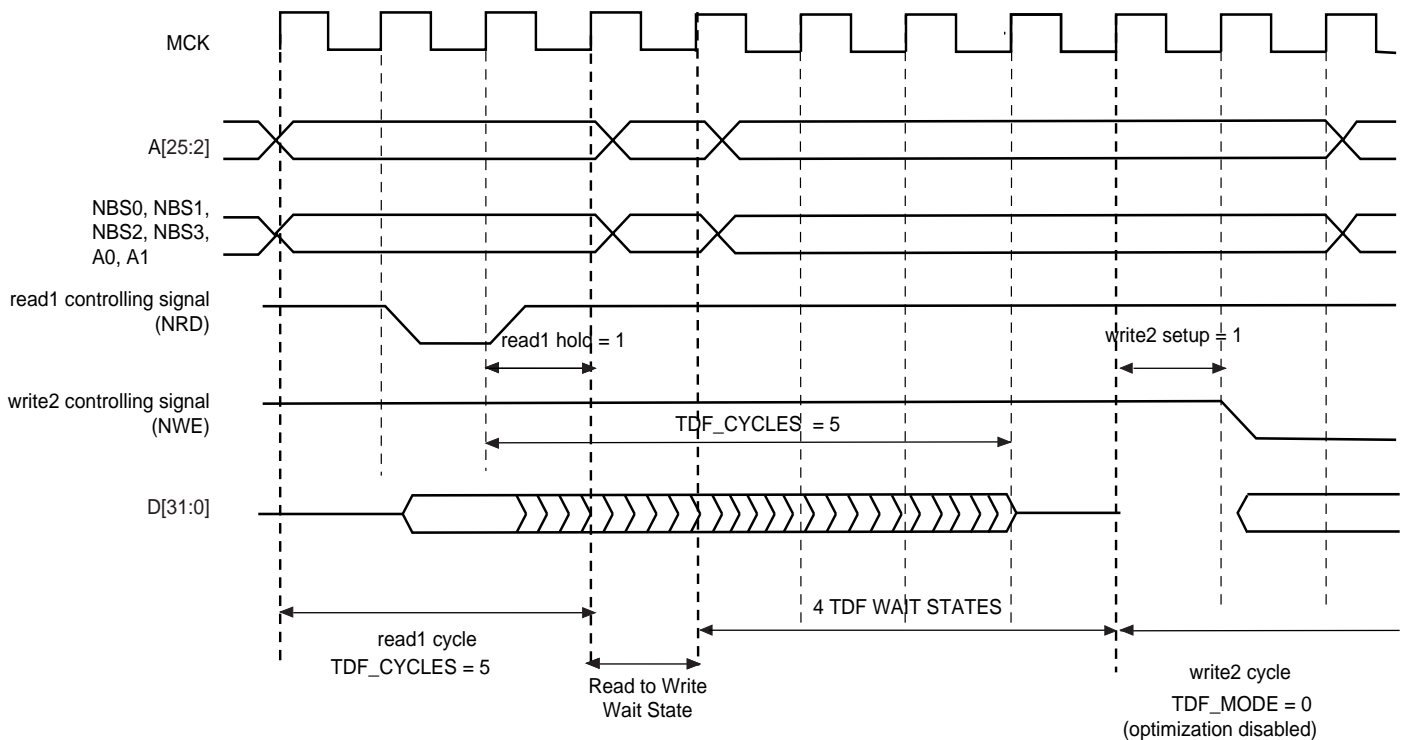 MCK
A[25:2]
NBS0, NBS1,
NBS2, NBS3,
A0, A1
read1 controlling signal
(NRD)
read1 hold = 1
write2 setup = 1
write2 controlling signal
(NWE)
TDF_CYCLES = 5
D[31:0]
4 TDF WAIT STATES
read1 cycle
TDF_CYCLES = 5
Read to Write
Wait State
write2 cycle
TDF_MODE = 0
(optimization disabled)